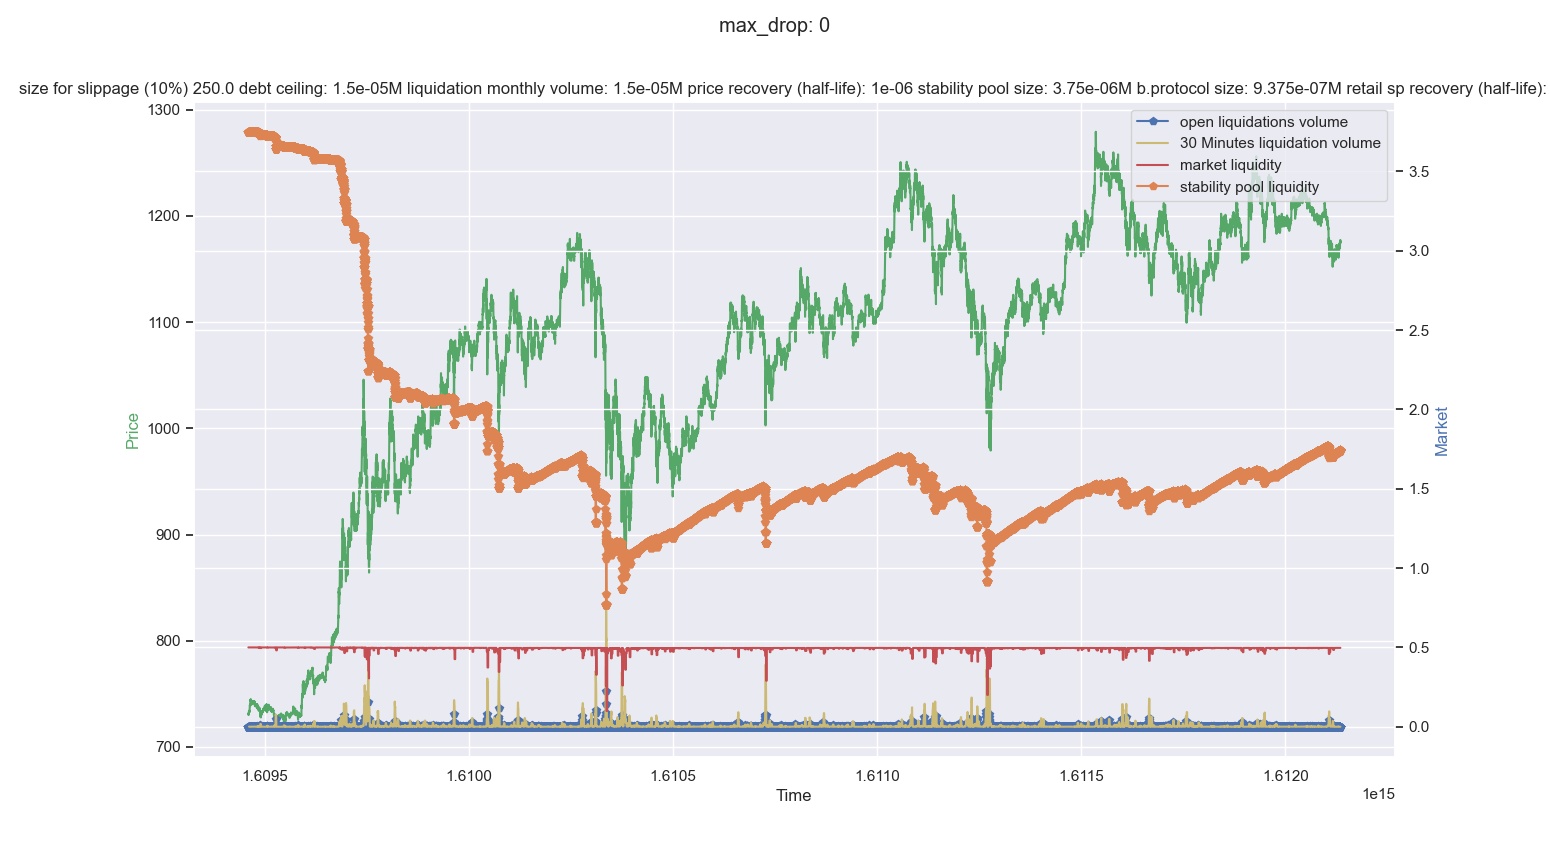 max_drop: 0
size for slippage (10%) 250.0 debt ceiling: 1.5e-05M liquidation monthly volume: 1.5e-05M price recovery (half-life): 1e-06 stability pool size: 3.75e-06M b.protocol size: 9.375e-07M retail sp recovery (half-life):
1300
1200
1100
1000
900
800
700
Price
open liquidations volume
30 Minutes liquidation volume
market liquidity
stability pool liquidity
3.5
3.0
2.5
2.0
1.5
1.0
0.5
0.0
Market
1.6095
1.6100
1.6105
1.6110
1.6115
1.6120
Time
1e15